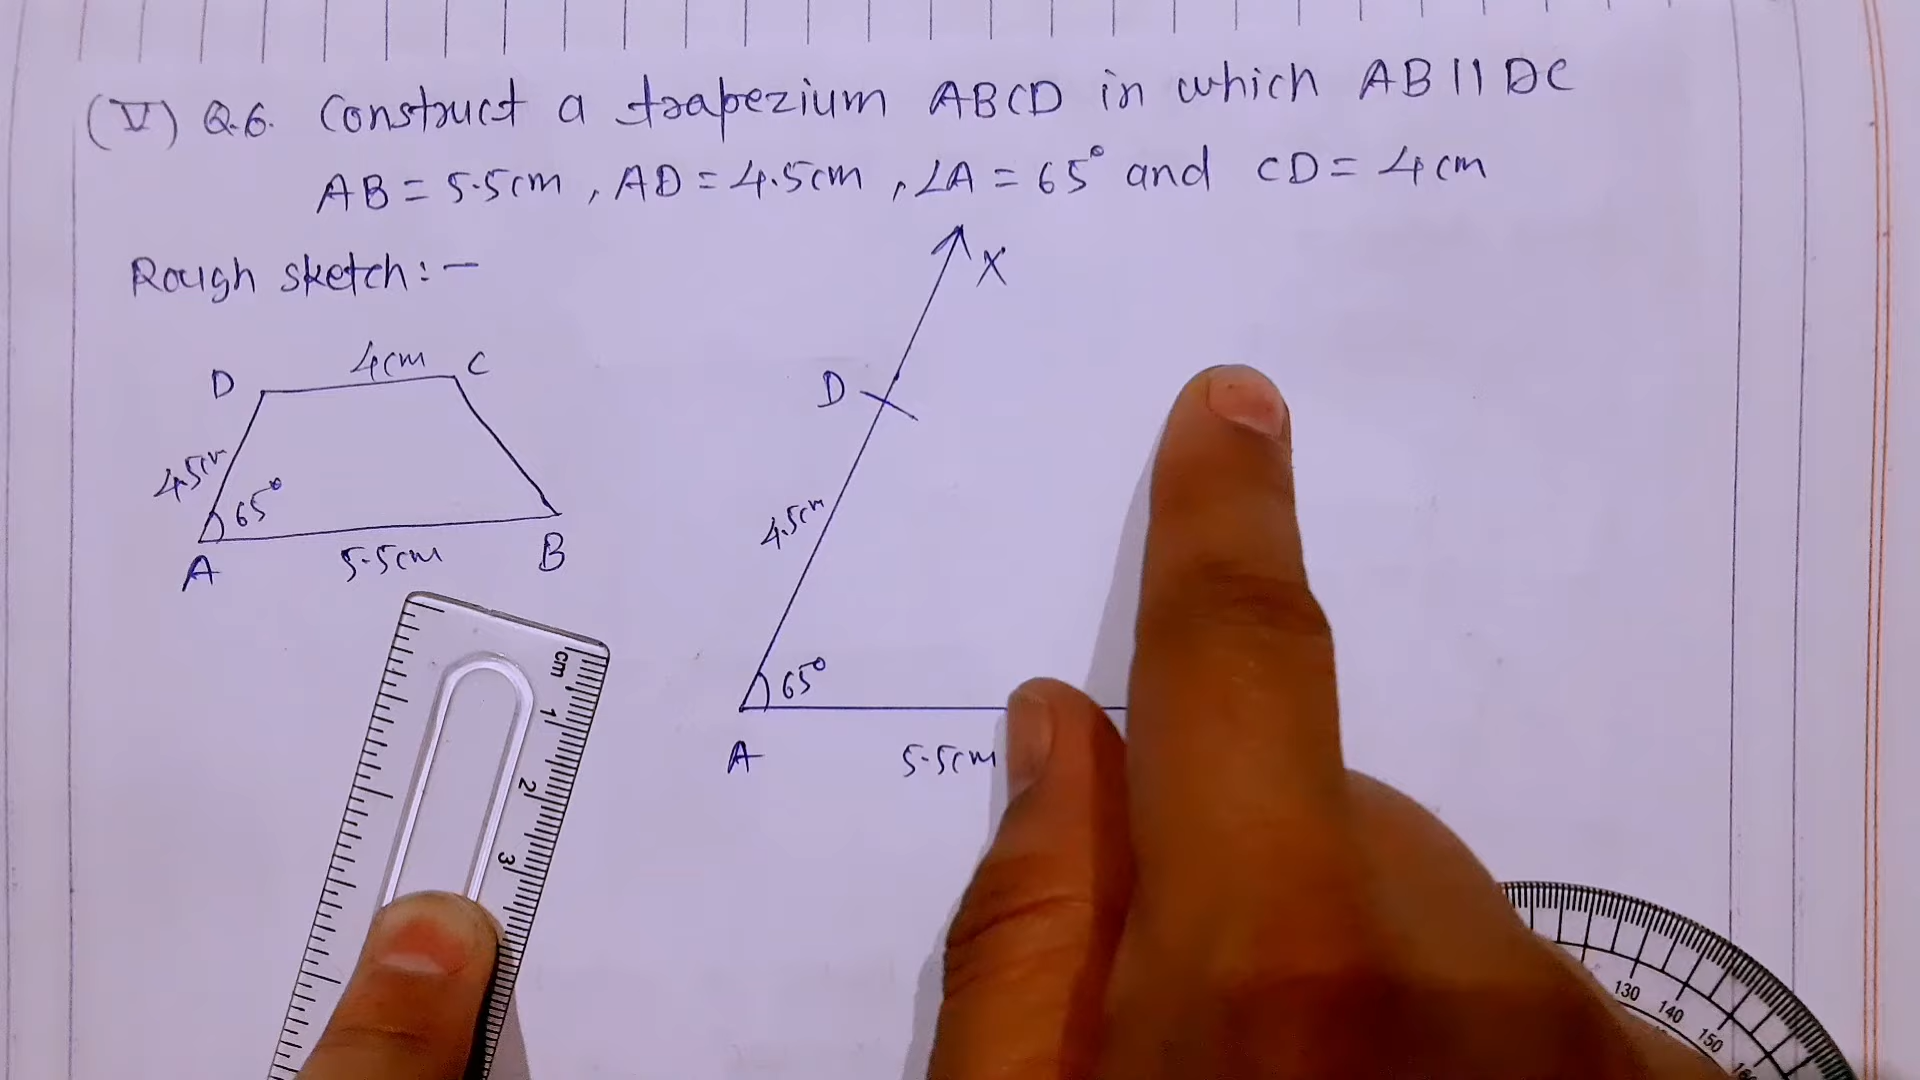 (V) Q.6. Construct a trapezium ABCD in which AB || DC
AB = 5.5cm, AD = 4.5cm, ∠A = 65° and CD = 4cm
Rough sketch:-
X
4cm C
D
D
4.5cm
4.5cm
65°
A
5.5cm
B
65°
A
5.5cm
cm
1
2
3
130
140
150